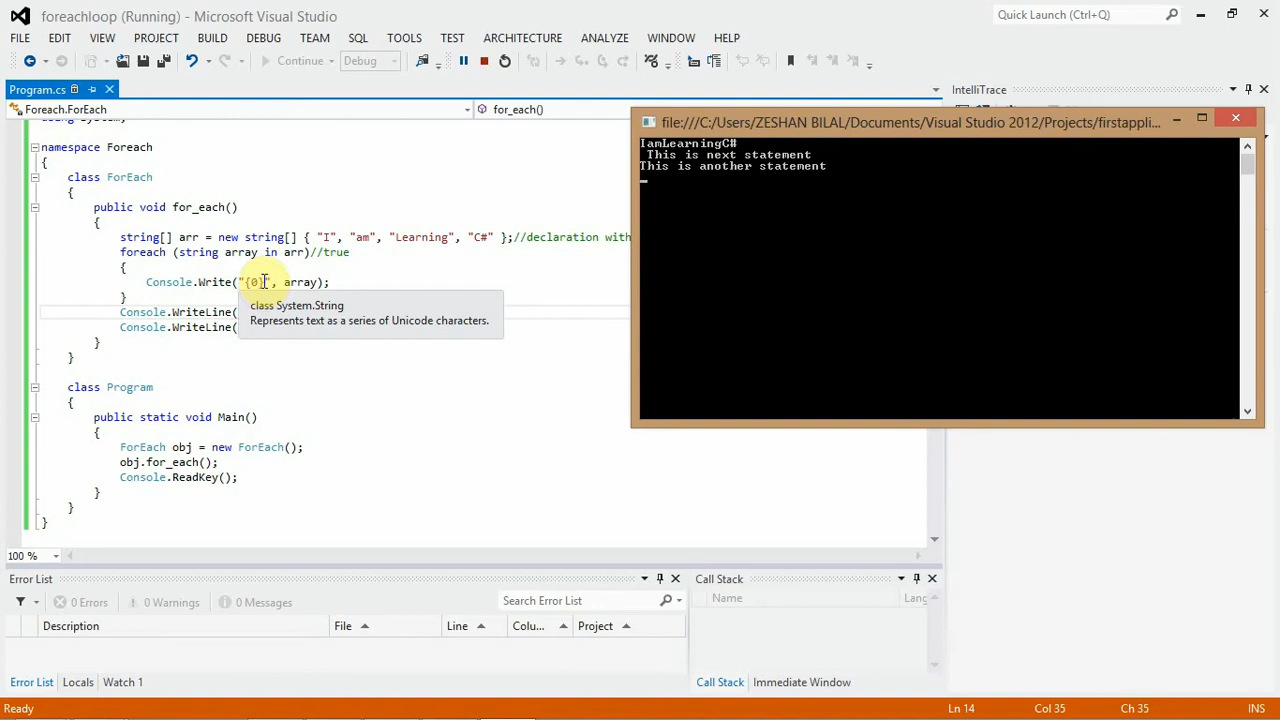 foreachloop (Running) - Microsoft Visual Studio
Quick Launch (Ctrl+Q)
FILE EDIT VIEW PROJECT BUILD DEBUG TEAM SQL TOOLS TEST ARCHITECTURE ANALYZE WINDOW HELP
Continue Debug
Program.cs
IntelliTrace
Foreach.ForEach for_each()
using System;
namespace Foreach
{
class ForEach
{
public void for_each()
{
string[] arr = new string[] { "I", "am", "Learning", "C#" };//declaration with
foreach (string array in arr)//true
{
Console.Write("{0}", array);
}
Console.WriteLine(
Console.WriteLine(
}
}
class System.String
Represents text as a series of Unicode characters.
class Program
{
public static void Main()
{
ForEach obj = new ForEach();
obj.for_each();
Console.ReadKey();
}
}
}
file:///C:/Users/ZESHAN BILAL/Documents/Visual Studio 2012/Projects/firstappli...
IamLearningC#
This is next statement
This is another statement
100 %
Error List
0 Errors 0 Warnings 0 Messages Search Error List
Description File Line Colu... Project
Error List Locals Watch 1
Call Stack
Name Lang
Call Stack Immediate Window
Ready Ln 14 Col 35 Ch 35 INS